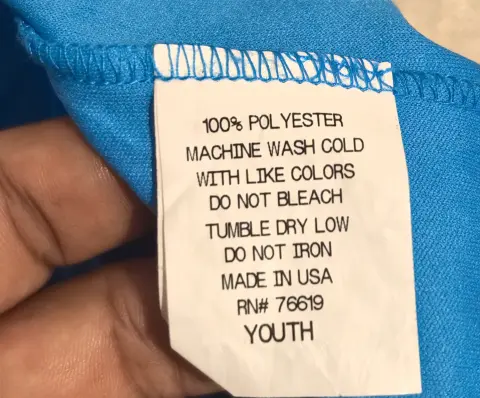 100% POLYESTER
MACHINE WASH COLD
WITH LIKE COLORS
DO NOT BLEACH
TUMBLE DRY LOW
DO NOT IRON
MADE IN USA
RN# 76619
YOUTH